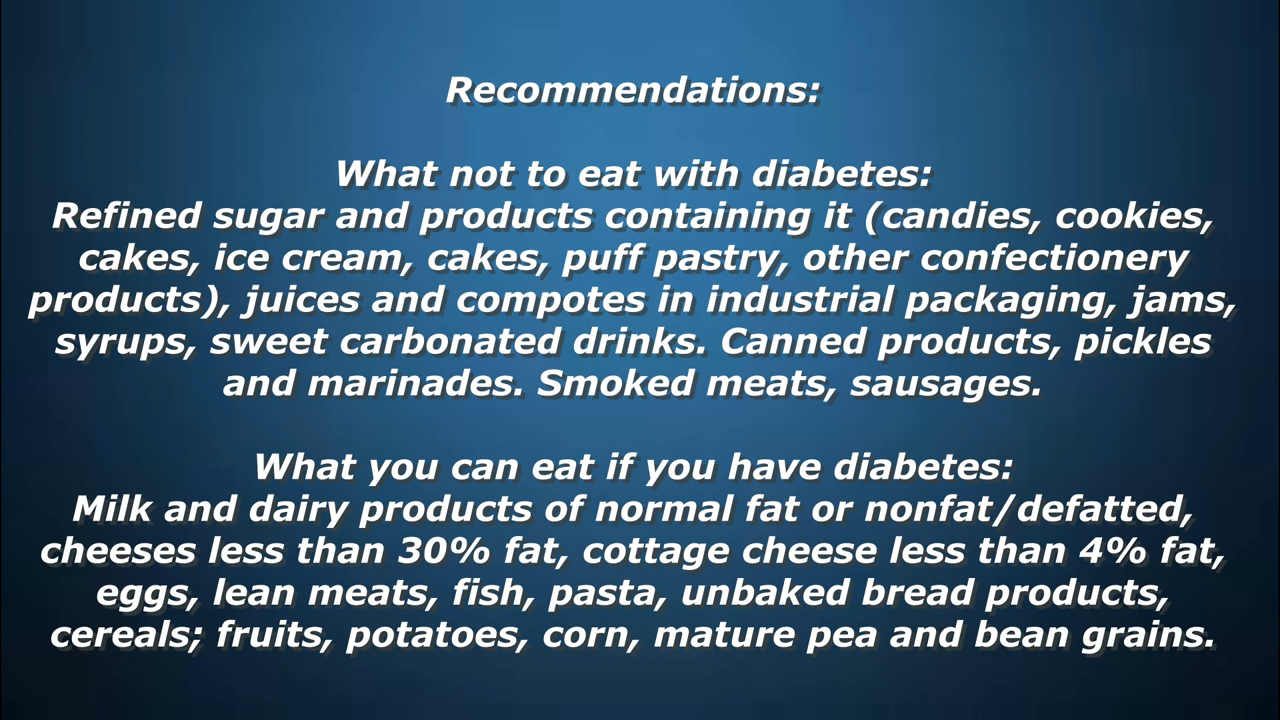 Recommendations:
What not to eat with diabetes:
Refined sugar and products containing it (candies, cookies,
cakes, ice cream, cakes, puff pastry, other confectionery
products), juices and compotes in industrial packaging, jams,
syrups, sweet carbonated drinks. Canned products, pickles
and marinades. Smoked meats, sausages.
What you can eat if you have diabetes:
Milk and dairy products of normal fat or nonfat/defatted,
cheeses less than 30% fat, cottage cheese less than 4% fat,
eggs, lean meats, fish, pasta, unbaked bread products,
cereals; fruits, potatoes, corn, mature pea and bean grains.